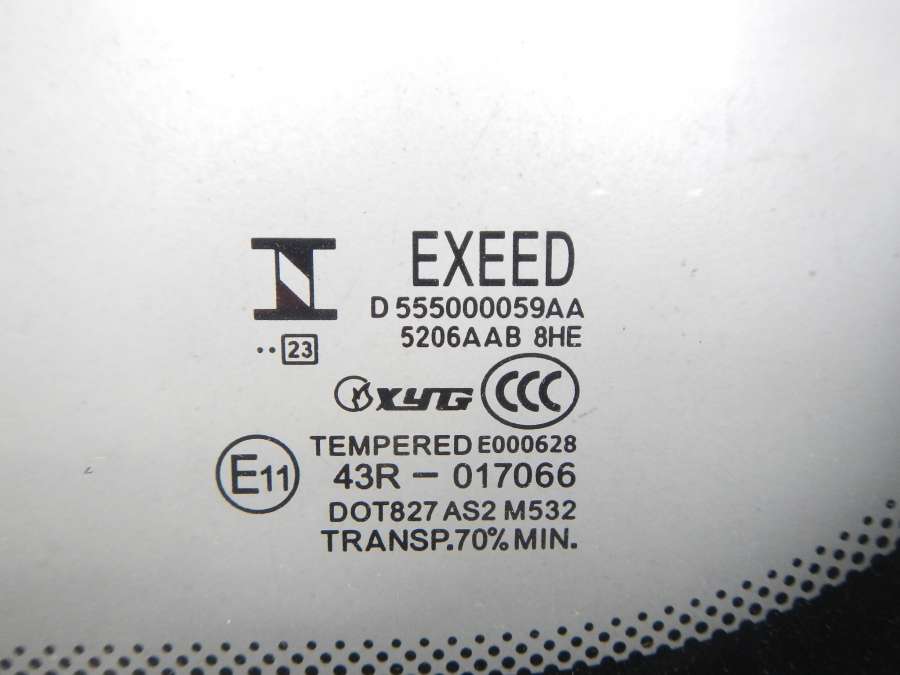 EXEED
D 555000059AA
5206AAB 8HE
·· 23
XYG CCC
TEMPERED E000628
E11 43R - 017066
DOT827 AS2 M532
TRANSP.70% MIN.